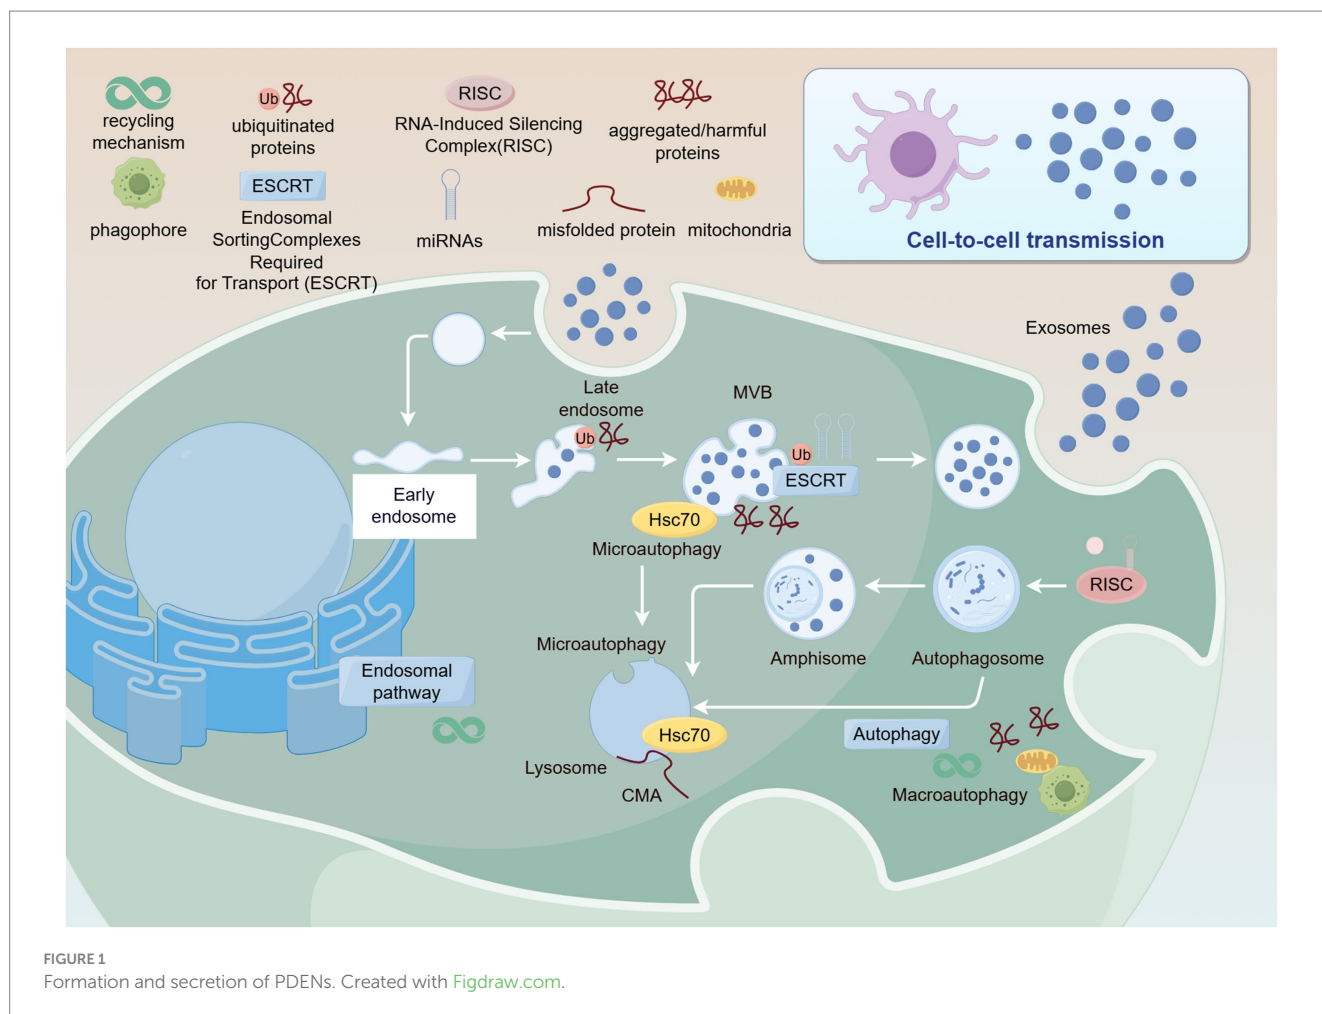 recycling
mechanism
Ub
ubiquitinated
proteins
RISC
RNA-Induced Silencing
Complex(RISC)
aggregated/harmful
proteins
phagophore
ESCRT
Endosomal
SortingComplexes
Required
for Transport (ESCRT)
miRNAs
misfolded protein
mitochondria
Cell-to-cell transmission
Exosomes
Late
endosome
Ub
MVB
Ub
ESCRT
Early
endosome
Hsc70
Microautophagy
RISC
Microautophagy
Amphisome
Autophagosome
Endosomal
pathway
Hsc70
Autophagy
Lysosome
CMA
Macroautophagy
FIGURE 1
Formation and secretion of PDENs. Created with Figdraw.com.